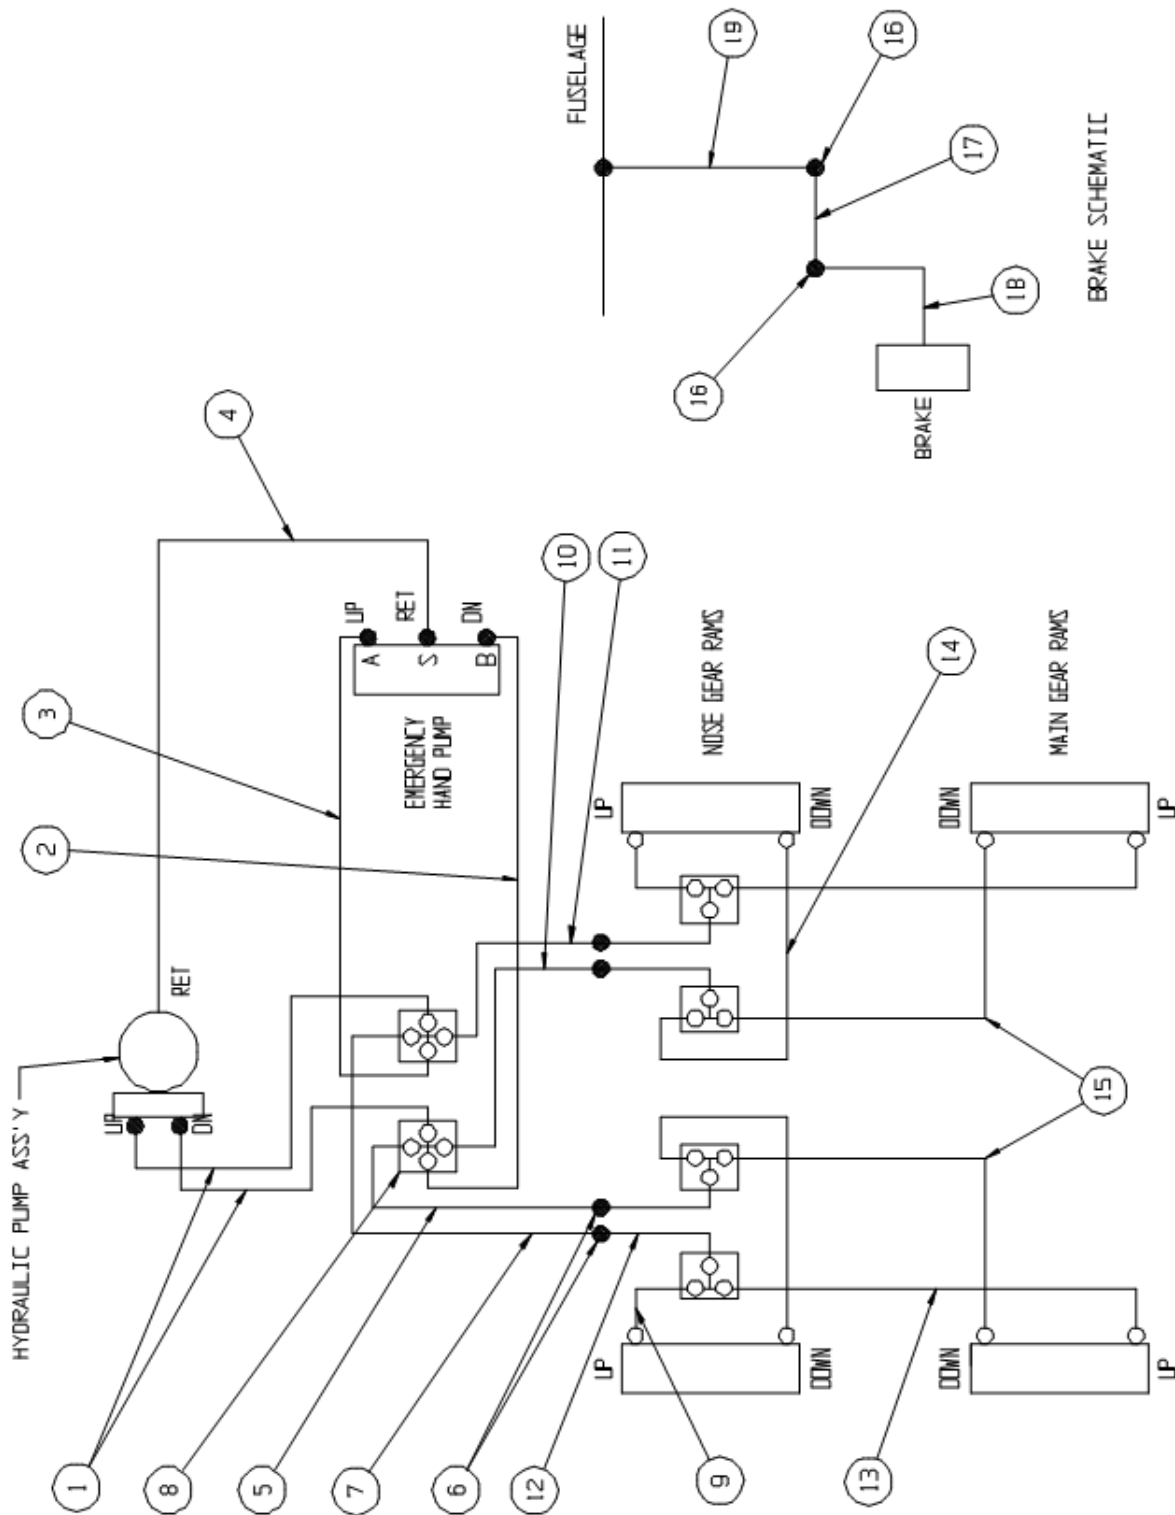 HYDRAULIC PUMP ASS'Y
2
3
1
UP
DN
RET
8
4
5
7
UP
RET
DN
A
S
B
EMERGENCY
HAND PUMP
6
12
10
11
FUSELAGE
19
16
16
17
18
BRAKE
BRAKE SCHEMATIC
UP
UP
NOSE GEAR RAMS
9
DOWN
DOWN
13
14
DOWN
DOWN
MAIN GEAR RAMS
15
UP
UP